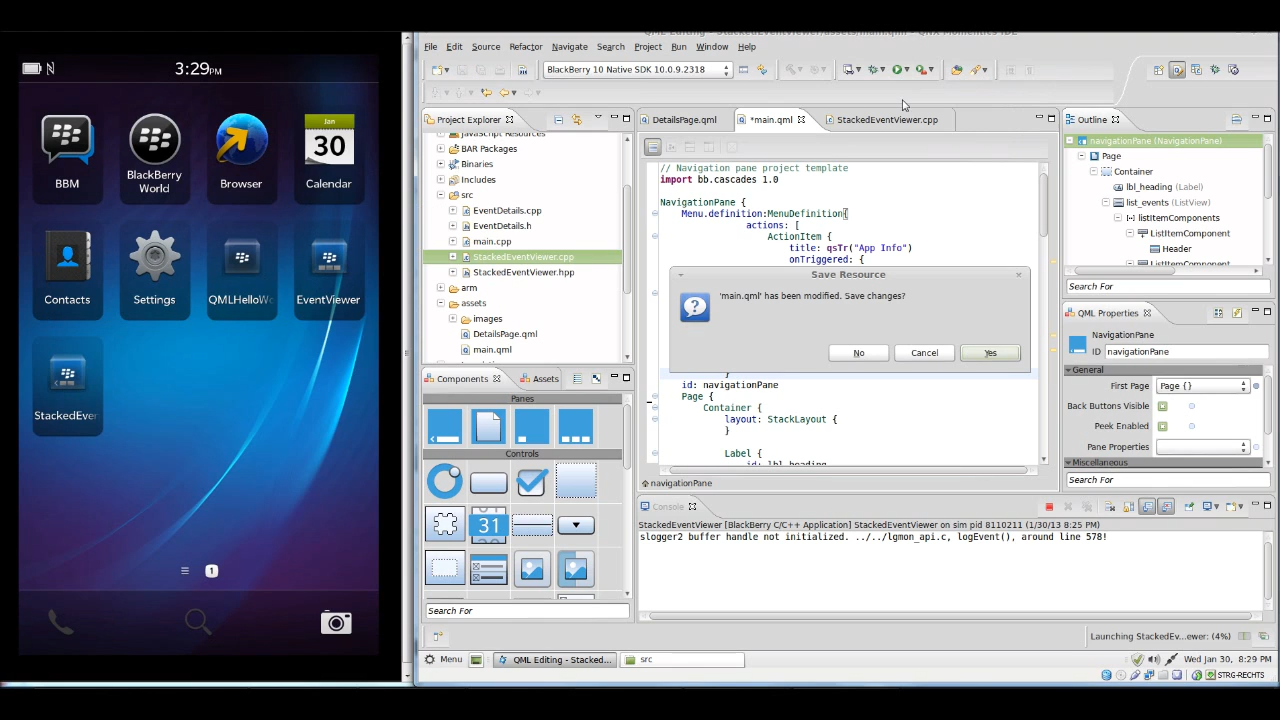 3:29PM
BBM
BlackBerry
World
Browser
Jan
30
Calendar
Contacts
Settings
QMLHelloWo
EventViewer
StackedEver
1
File Edit Source Refactor Navigate Search Project Run Window Help
BlackBerry 10 Native SDK 10.0.9.2318
Project Explorer
BAR Packages
Binaries
Includes
src
EventDetails.cpp
EventDetails.h
main.cpp
StackedEventViewer.cpp
StackedEventViewer.hpp
arm
assets
images
DetailsPage.qml
main.qml
Components
Assets
Panes
Controls
31
Search For
DetailsPage.qml
*main.qml
StackedEventViewer.cpp
// Navigation pane project template
import bb.cascades 1.0
NavigationPane {
Menu.definition:MenuDefinition{
actions: [
ActionItem {
title: qsTr("App Info")
onTriggered: {
Save Resource
'main.qml' has been modified. Save changes?
No
Cancel
Yes
}
id: navigationPane
Page {
Container {
layout: StackLayout {
}
Label {
id: lbl_heading
navigationPane
Outline
navigationPane (NavigationPane)
Page
Container
lbl_heading (Label)
list_events (ListView)
listItemComponents
ListItemComponent
Header
ListItemComponent
Search For
QML Properties
NavigationPane
ID navigationPane
General
First Page Page {}
Back Buttons Visible
Peek Enabled
Pane Properties
Miscellaneous
Search For
Console
StackedEventViewer [BlackBerry C/C++ Application] StackedEventViewer on sim pid 8110211 (1/30/13 8:25 PM)
slogger2 buffer handle not initialized. ../../lgmon_api.c, logEvent(), around line 578!
Launching StackedEv...ewer: (4%)
Menu
QML Editing - Stacked...
src
Wed Jan 30, 8:29 PM
STRG-RECHTS